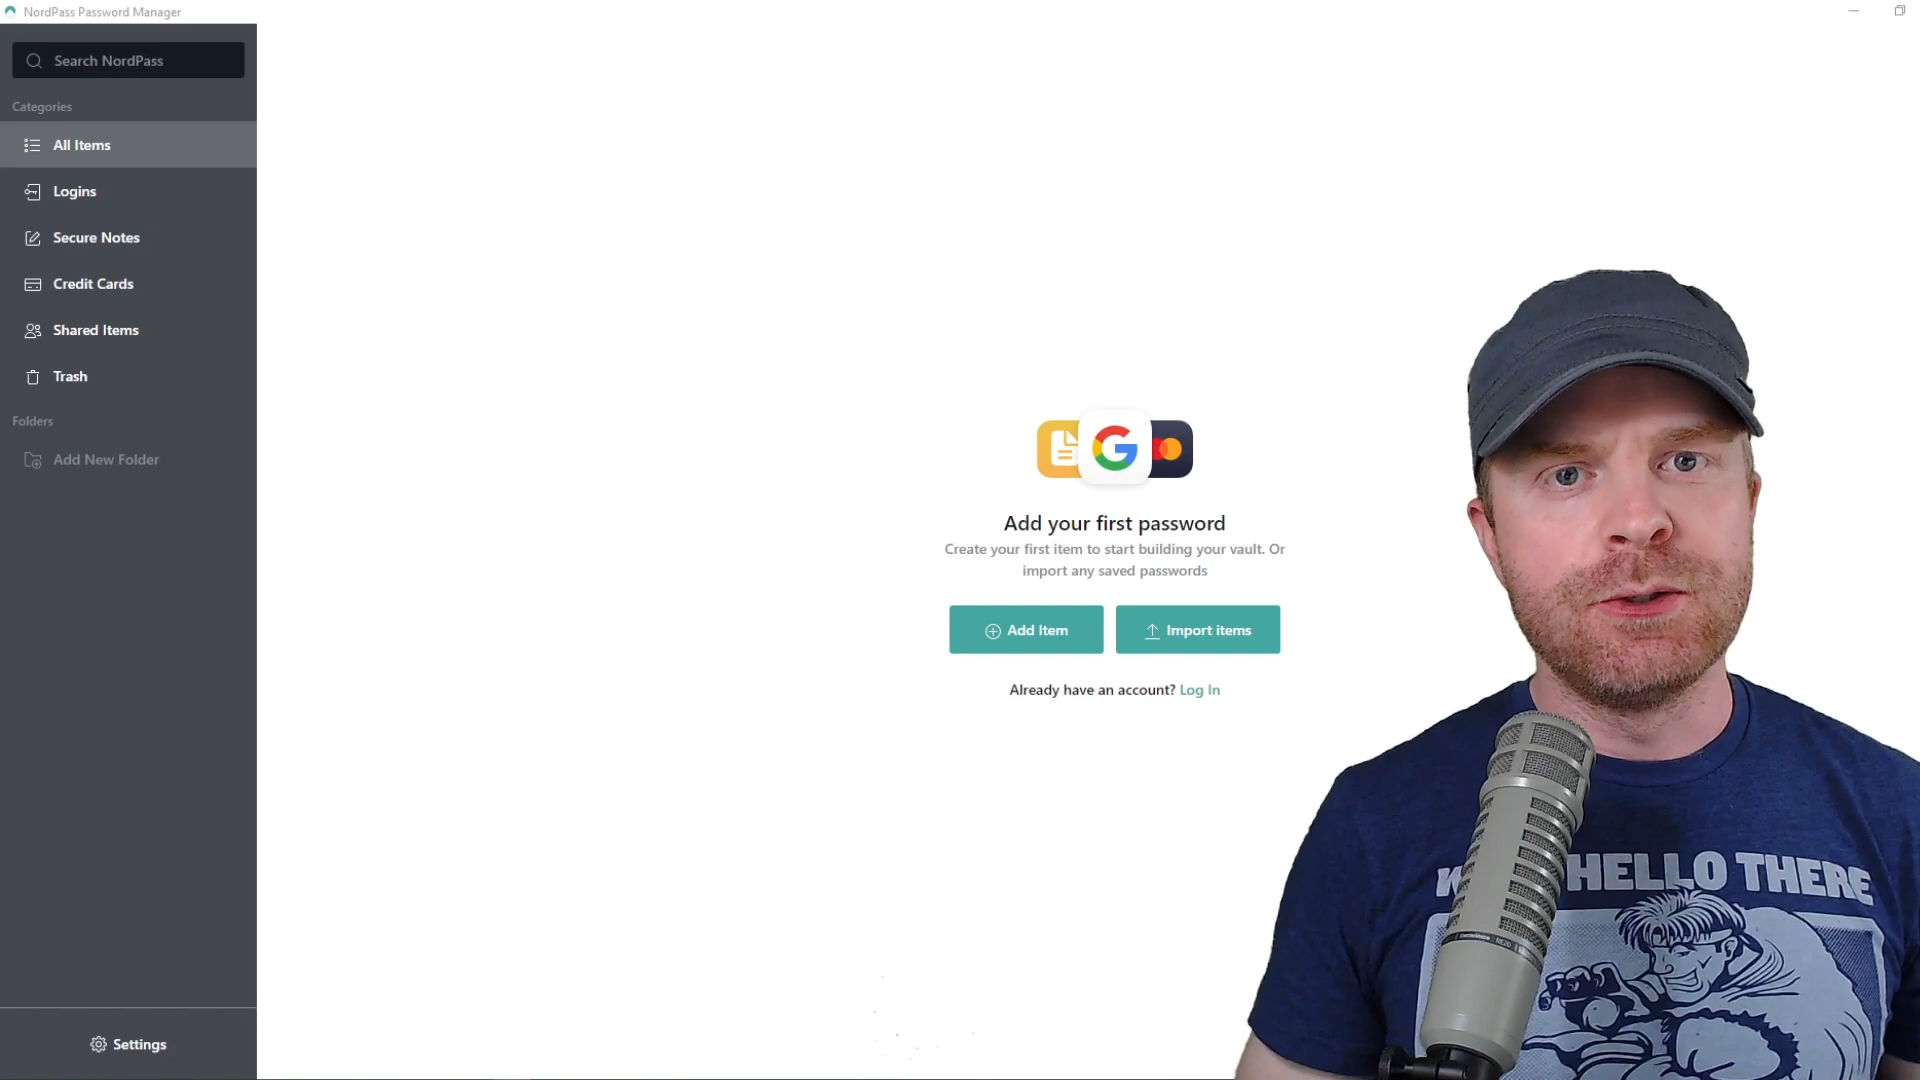 NordPass Password Manager
Search NordPass
Categories
All Items
Logins
Secure Notes
Credit Cards
Shared Items
Trash
Folders
Add New Folder
Settings
Add your first password
Create your first item to start building your vault. Or
import any saved passwords
Add Item
Import items
Already have an account? Log In
HELLO THERE